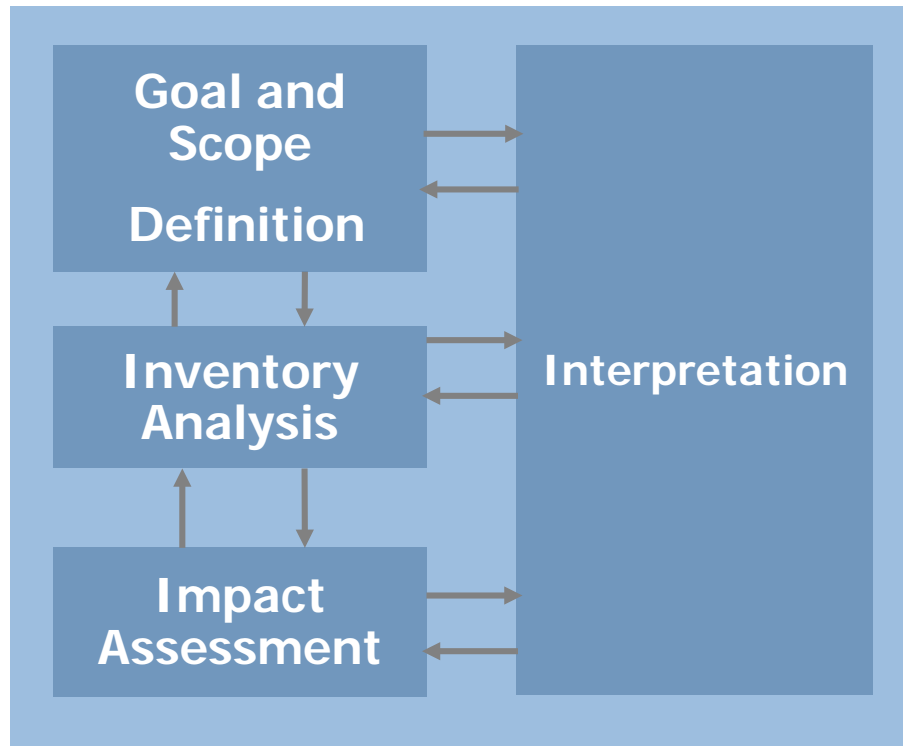 Goal and
Scope
Definition
Inventory
Analysis
Interpretation
Impact
Assessment